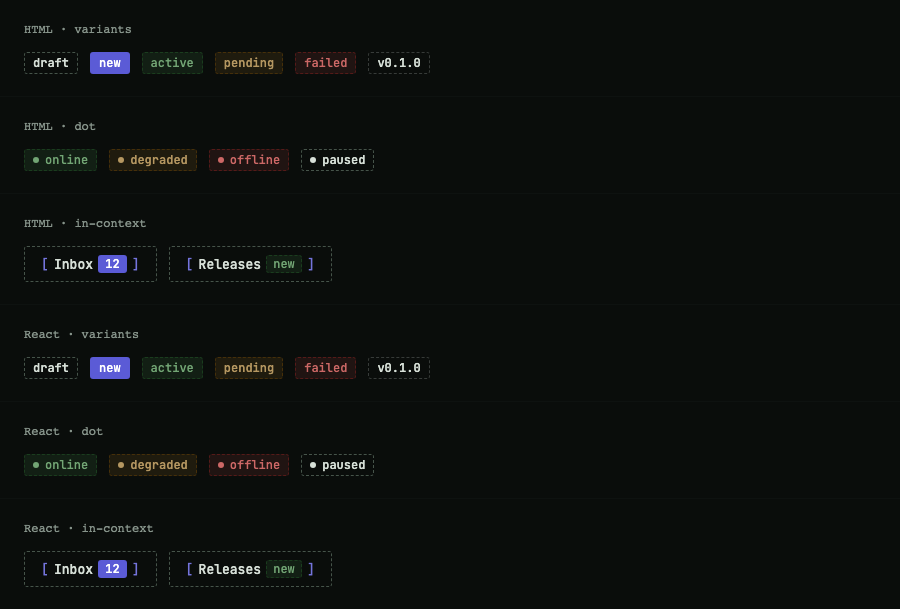 HTML · variants
draft new active pending failed v0.1.0
HTML · dot
online degraded offline paused
HTML · in-context
[ Inbox 12 ] [ Releases new ]
React · variants
draft new active pending failed v0.1.0
React · dot
online degraded offline paused
React · in-context
[ Inbox 12 ] [ Releases new ]